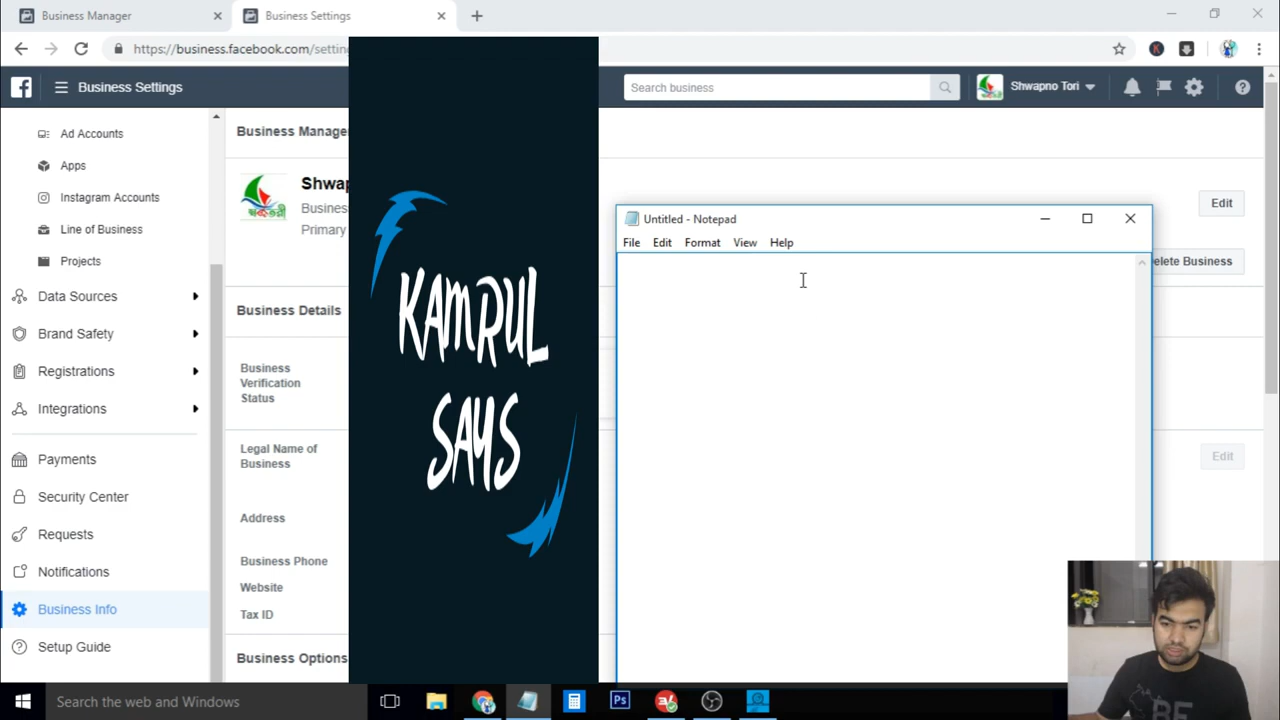 Business Manager
Business Settings
https://business.facebook.com/settin
Business Settings
Search business
Shwapno Tori
Ad Accounts
Apps
Instagram Accounts
Line of Business
Projects
Data Sources
Brand Safety
Registrations
Integrations
Payments
Security Center
Requests
Notifications
Business Info
Setup Guide
Business Manage
Shwap
Business
Primary
Edit
elete Business
Business Details
Business
Verification
Status
Legal Name of
Business
Edit
Address
Business Phone
Website
Tax ID
Business Options
KAMRUL
SAYS
Untitled - Notepad
File Edit Format View Help
Search the web and Windows
Ps
BE